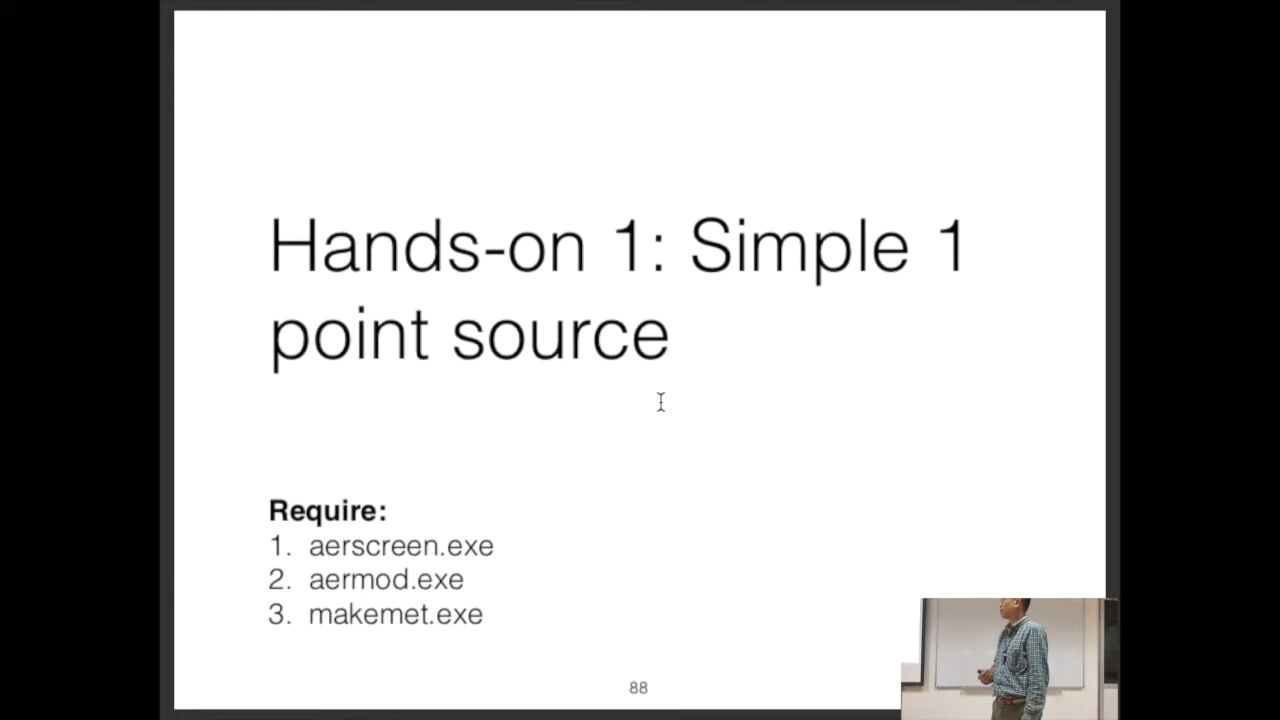 Hands-on 1: Simple 1
point source
Require:
1. aerscreen.exe
2. aermod.exe
3. makemet.exe
88